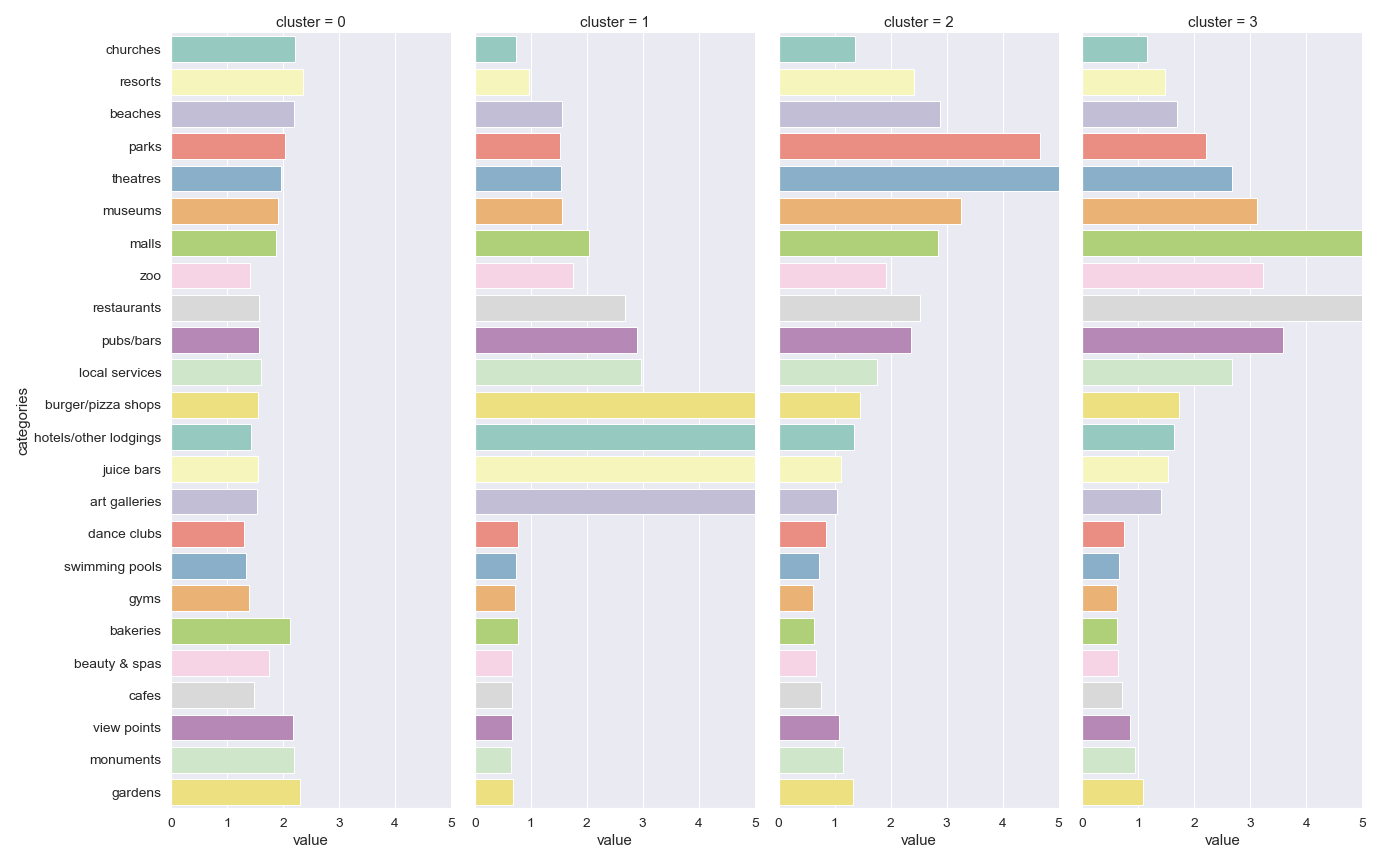 cluster = 0
cluster = 1
cluster = 2
cluster = 3
churches
resorts
beaches
parks
theatres
museums
malls
zoo
restaurants
pubs/bars
local services
burger/pizza shops
hotels/other lodgings
juice bars
art galleries
dance clubs
swimming pools
gyms
bakeries
beauty & spas
cafes
view points
monuments
gardens
categories
0 1 2 3 4 5
0 1 2 3 4 5
0 1 2 3 4 5
0 1 2 3 4 5
value
value
value
value